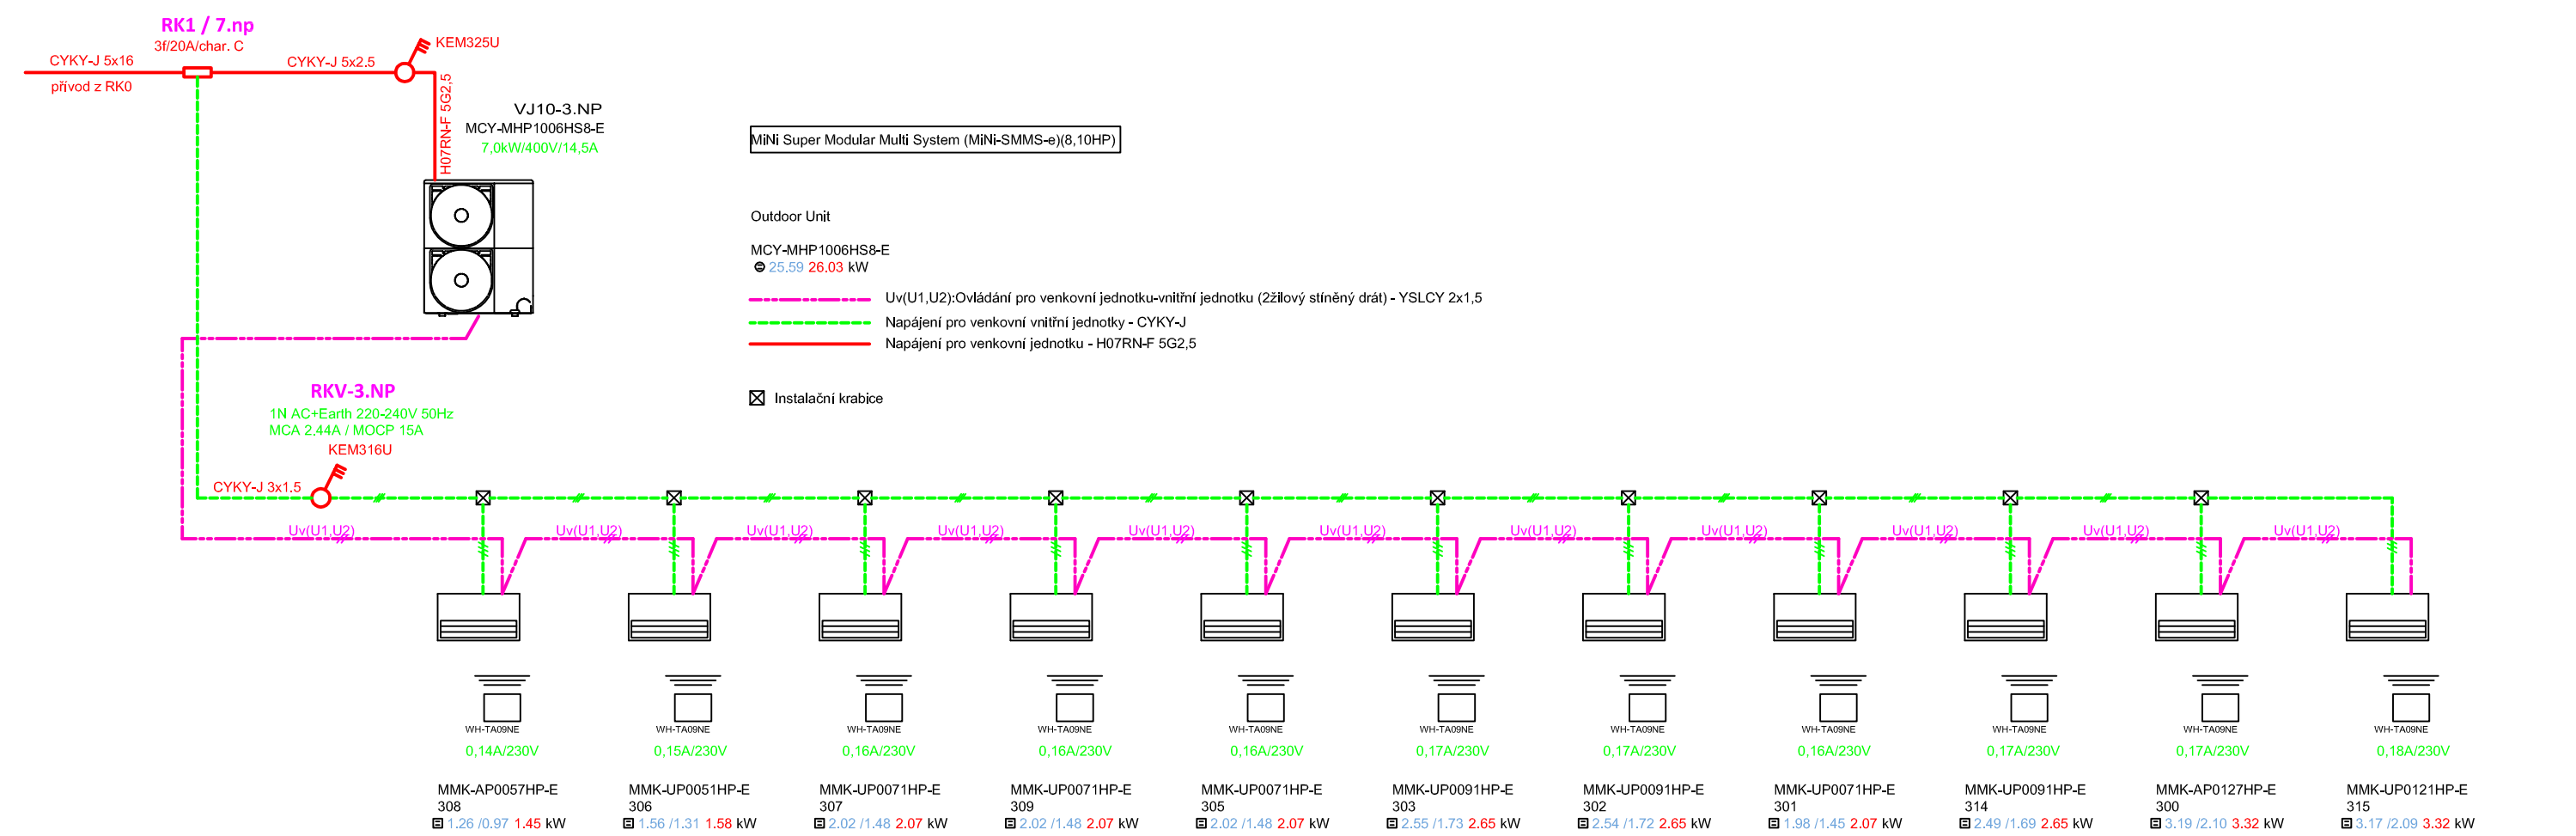 RK1 / 7.np
3f/20A/char. C
CYKY-J 5x16
přívod z RK0
CYKY-J 5x2.5
KEM325U
H07RN-F 5G2,5
VJ10-3.NP
MCY-MHP1006HS8-E
7,0kW/400V/14,5A
MiNi Super Modular Multi System (MiNi-SMMS-e)(8,10HP)
Outdoor Unit
MCY-MHP1006HS8-E
25.59 26.03 kW
Uv(U1,U2):Ovládání pro venkovní jednotku-vnitřní jednotku (2žilový stíněný drát) - YSLCY 2x1,5
Napájení pro venkovní vnitřní jednotky - CYKY-J
Napájení pro venkovní jednotku - H07RN-F 5G2,5
Instalační krabice
RKV-3.NP
1N AC+Earth 220-240V 50Hz
MCA 2.44A / MOCP 15A
KEM316U
CYKY-J 3x1.5
Uv(U1,U2) Uv(U1,U2) Uv(U1,U2) Uv(U1,U2) Uv(U1,U2) Uv(U1,U2) Uv(U1,U2) Uv(U1,U2) Uv(U1,U2) Uv(U1,U2) Uv(U1,U2)
WH-TA09NE WH-TA09NE WH-TA09NE WH-TA09NE WH-TA09NE WH-TA09NE WH-TA09NE WH-TA09NE WH-TA09NE WH-TA09NE WH-TA09NE
0,14A/230V 0,15A/230V 0,16A/230V 0,16A/230V 0,16A/230V 0,17A/230V 0,17A/230V 0,16A/230V 0,17A/230V 0,17A/230V 0,18A/230V
MMK-AP0057HP-E MMK-UP0051HP-E MMK-UP0071HP-E MMK-UP0071HP-E MMK-UP0071HP-E MMK-UP0091HP-E MMK-UP0091HP-E MMK-UP0071HP-E MMK-UP0091HP-E MMK-AP0127HP-E MMK-UP0121HP-E
308 306 307 309 305 303 302 301 314 300 315
1.26 /0.97 1.45 kW 1.56 /1.31 1.58 kW 2.02 /1.48 2.07 kW 2.02 /1.48 2.07 kW 2.02 /1.48 2.07 kW 2.55 /1.73 2.65 kW 2.54 /1.72 2.65 kW 1.98 /1.45 2.07 kW 2.49 /1.69 2.65 kW 3.19 /2.10 3.32 kW 3.17 /2.09 3.32 kW